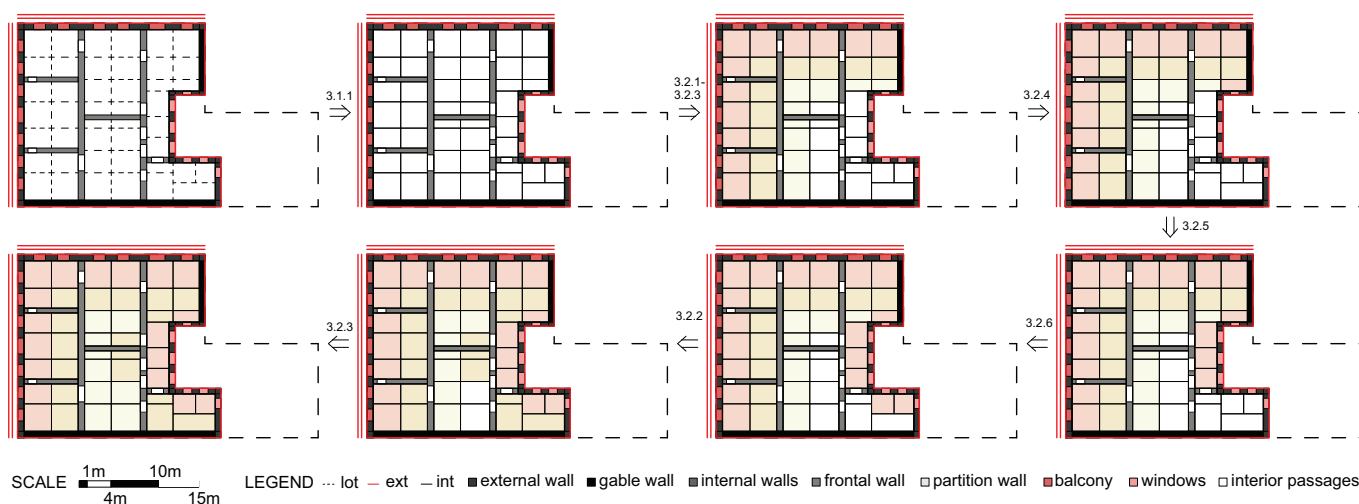 3.1.1
3.2.1-
3.2.3
3.2.4
3.2.5
3.2.3
3.2.2
3.2.6
SCALE 1m 10m
4m 15m
LEGEND lot ext int external wall gable wall internal walls frontal wall partition wall balcony windows interior passages